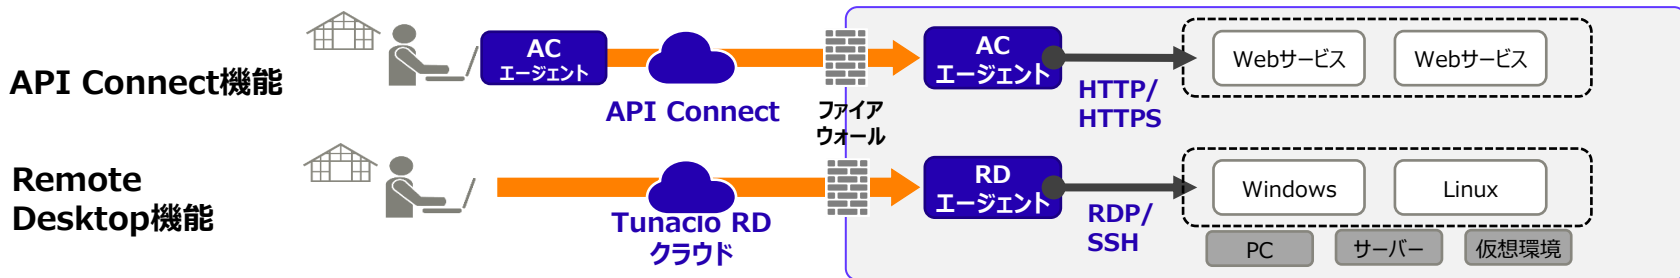 API Connect機能
AC
エージェント
API Connect
ファイア
ウォール
AC
エージェント
HTTP/
HTTPS
Webサービス
Webサービス
Remote
Desktop機能
Tunacio RD
クラウド
RD
エージェント
RDP/
SSH
Windows
Linux
PC
サーバー
仮想環境